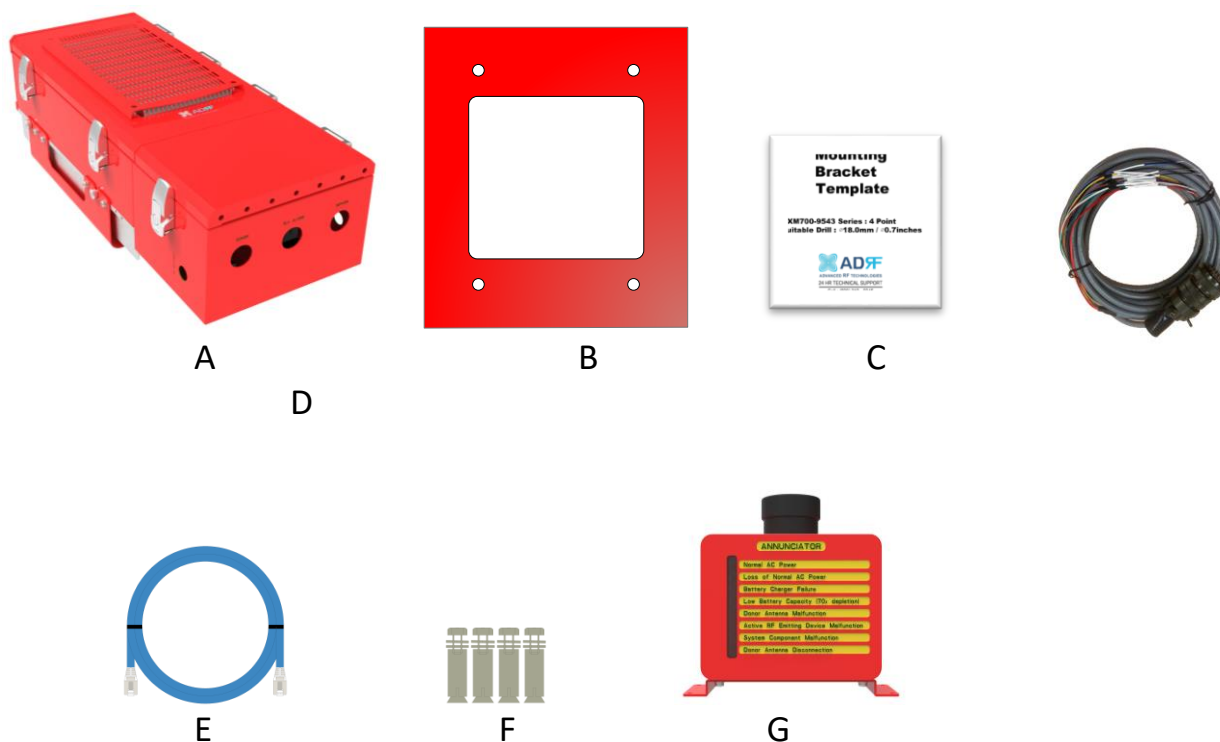 ADRF
Mounting
Bracket
Template
XM700-9543 Series : 4 Point
uitable Drill : ∅18.0mm / ∅0.7inches
ADRF
ADVANCED RF TECHNOLOGIES
24 HR TECHNICAL SUPPORT
A
B
C
D
ANNUNCIATOR
Normal AC Power
Loss of Normal AC Power
Battery Charger Failure
Low Battery Capacity (70% depletion)
Donor Antenna Malfunction
Active RF Emitting Device Malfunction
System Component Malfunction
Donor Antenna Disconnection
E
F
G